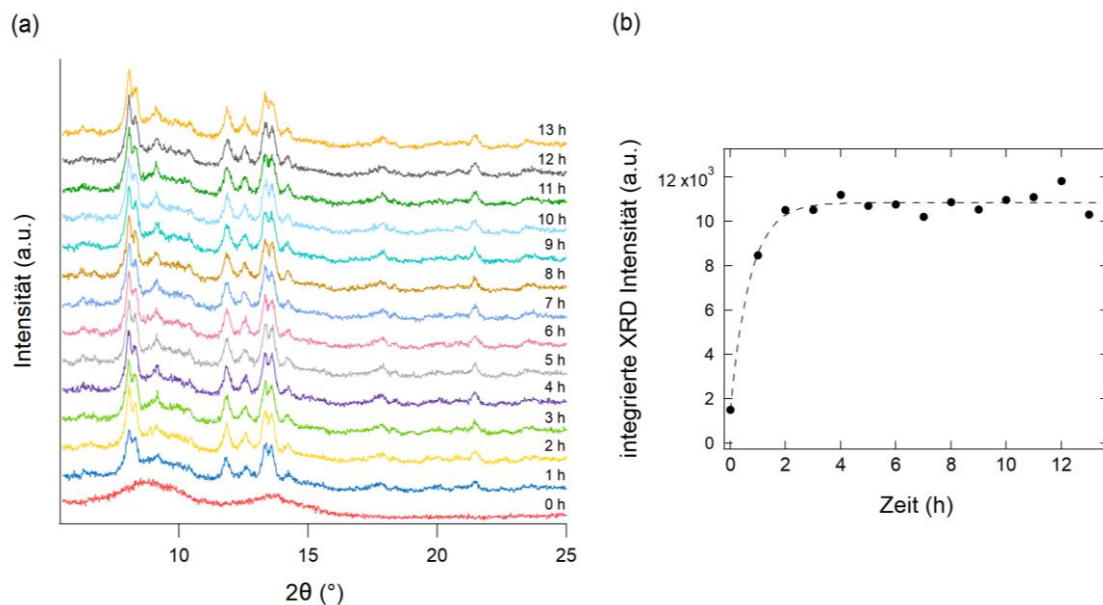 (a)
Intensität (a.u.)
13 h
12 h
11 h
10 h
9 h
8 h
7 h
6 h
5 h
4 h
3 h
2 h
1 h
0 h
10
15
20
25
2θ (°)
(b)
integrierte XRD Intensität (a.u.)
12 x10³
10
8
6
4
2
0
0
2
4
6
8
10
12
Zeit (h)